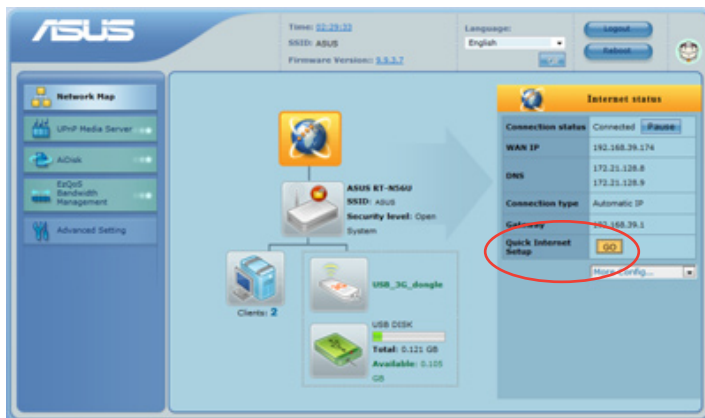 ASUS
Time: 02:29:33
SSID: ASUS
Firmware Version: 9.9.3.7
Language:
English
Logout
Reboot
Network Map
UPnP Media Server
AiDisk
EzQoS
Bandwidth
Management
Advanced Setting
ASUS RT-N56U
SSID: ASUS
Security level: Open
System
Clients: 2
USB_3G_dongle
USB DISK
Total: 0.121 GB
Available: 0.105
GB
Internet status
Connection status Connected Pause
WAN IP 192.168.39.174
DNS 172.21.128.8
172.21.128.9
Connection type Automatic IP
Gateway 192.168.39.1
Quick Internet
Setup GO
More Config...